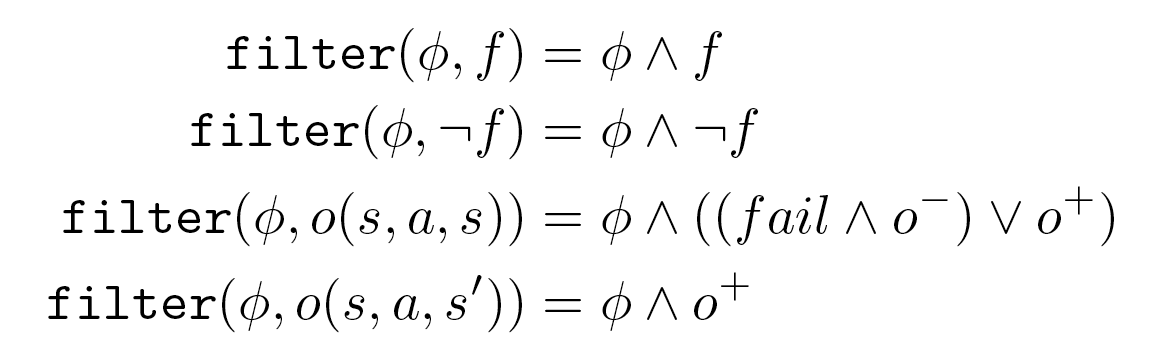 filter(ϕ, f) = ϕ ∧ f
filter(ϕ, ¬f) = ϕ ∧ ¬f
filter(ϕ, o(s, a, s)) = ϕ ∧ ((fail ∧ o⁻) ∨ o⁺)
filter(ϕ, o(s, a, s′)) = ϕ ∧ o⁺